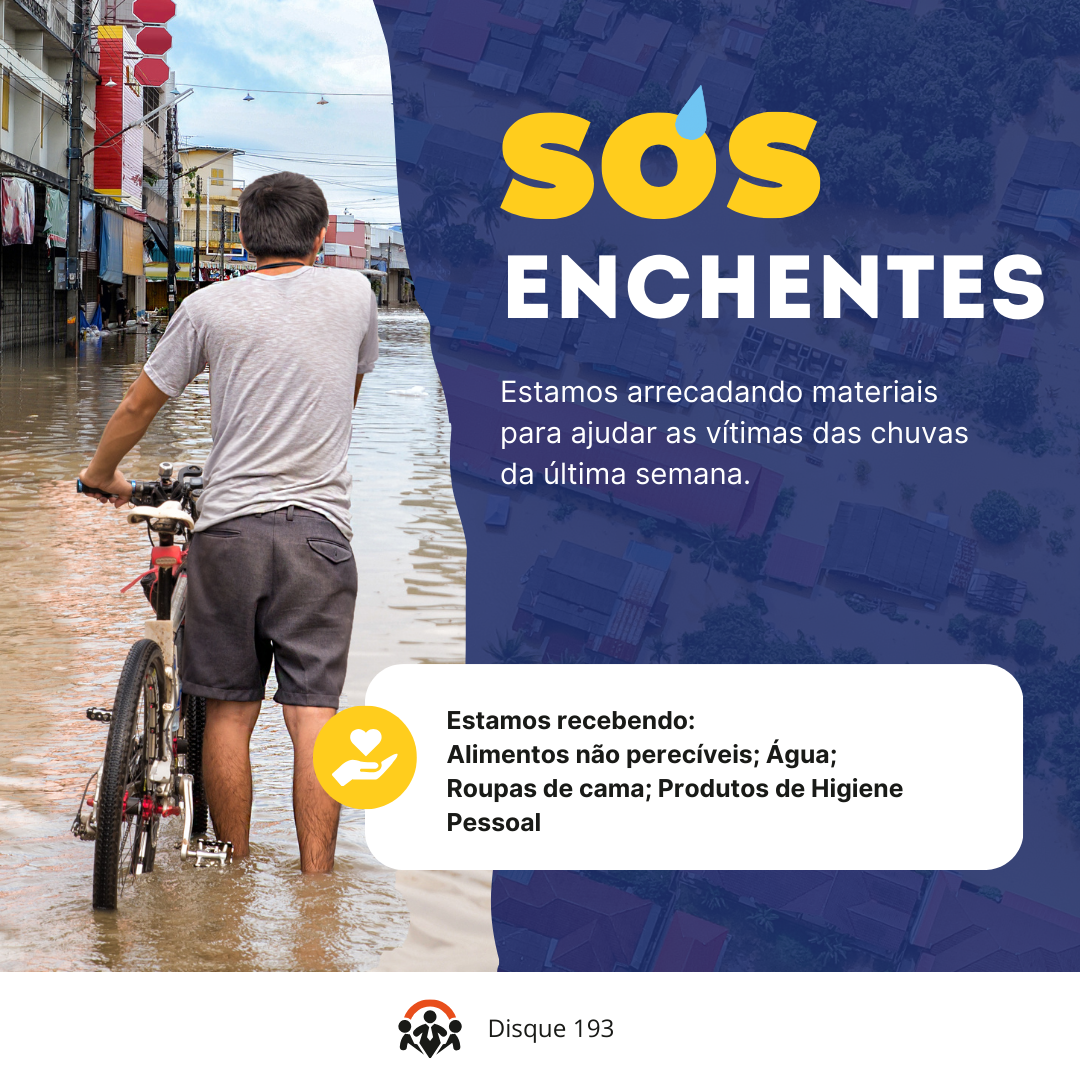 SOS
ENCHENTES
Estamos arrecadando materiais
para ajudar as vítimas das chuvas
da última semana.
Estamos recebendo:
Alimentos não perecíveis; Água;
Roupas de cama; Produtos de Higiene
Pessoal
Disque 193